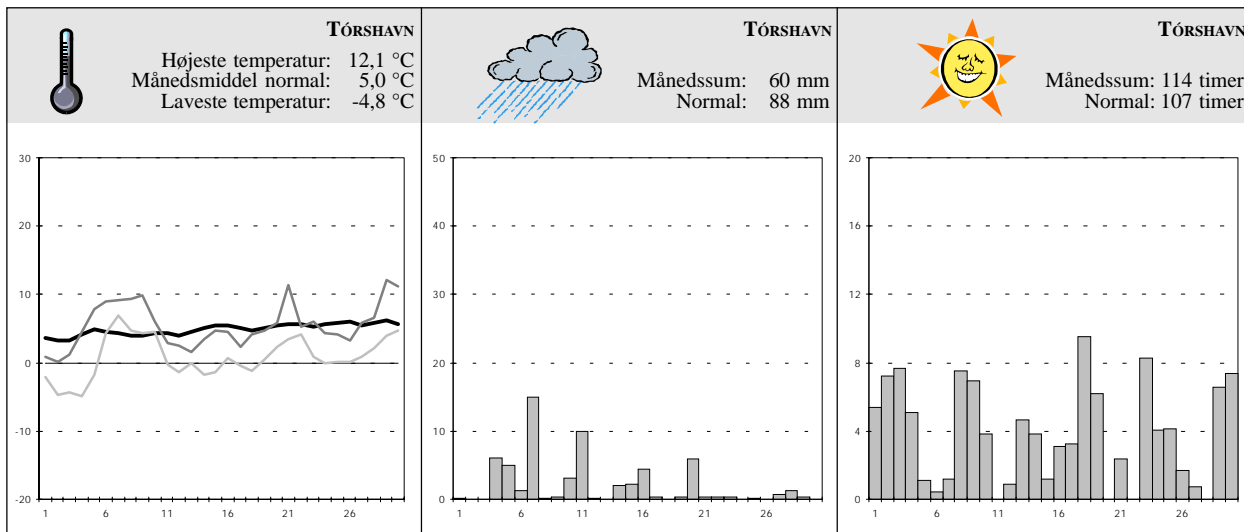 TÓRSHAVN
Højeste temperatur: 12,1 °C
Månedsmiddel normal: 5,0 °C
Laveste temperatur: -4,8 °C
30
20
10
0
-10
-20
1 6 11 16 21 26
TÓRSHAVN
Månedssum: 60 mm
Normal: 88 mm
50
40
30
20
10
0
1 6 11 16 21 26
TÓRSHAVN
Månedssum: 114 timer
Normal: 107 timer
20
16
12
8
4
0
1 6 11 16 21 26